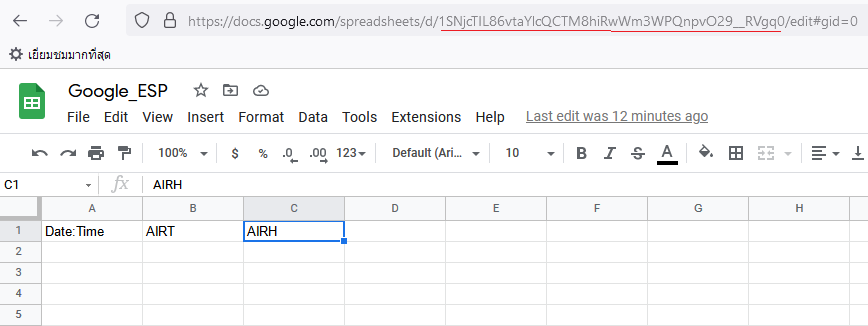 https://docs.google.com/spreadsheets/d/1SNjcTIL86vtaYlcQCTM8hiRwWm3WPQnpvO29__RVgq0/edit#gid=0
เยี่ยมชมมากที่สุด
Google_ESP
File Edit View Insert Format Data Tools Extensions Help Last edit was 12 minutes ago
100% $ % .0 .00 123 Default (Ari... 10 B I S A
C1 fx AIRH
A B C D E F G H
1 Date:Time AIRT AIRH
2
3
4
5